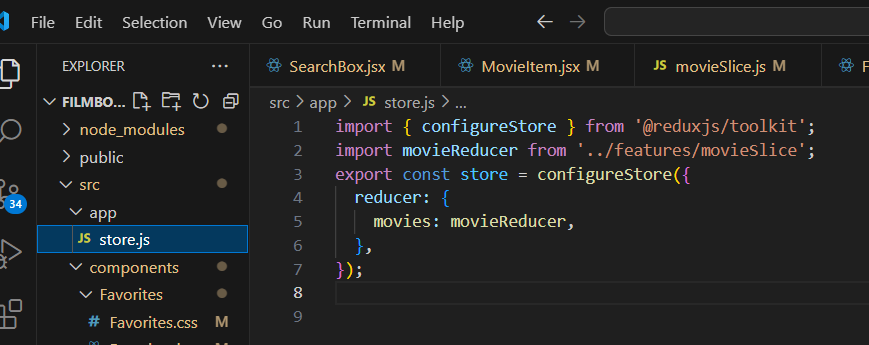 File Edit Selection View Go Run Terminal Help
EXPLORER
SearchBox.jsx M
MovieItem.jsx M
JS movieSlice.js M
F
FILMBO...
src > app > JS store.js > ...
node_modules
public
src
34
app
JS store.js
components
Favorites
# Favorites.css M
1 import { configureStore } from '@reduxjs/toolkit';
2 import movieReducer from '../features/movieSlice';
3 export const store = configureStore({
4 reducer: {
5 movies: movieReducer,
6 },
7 });
8
9